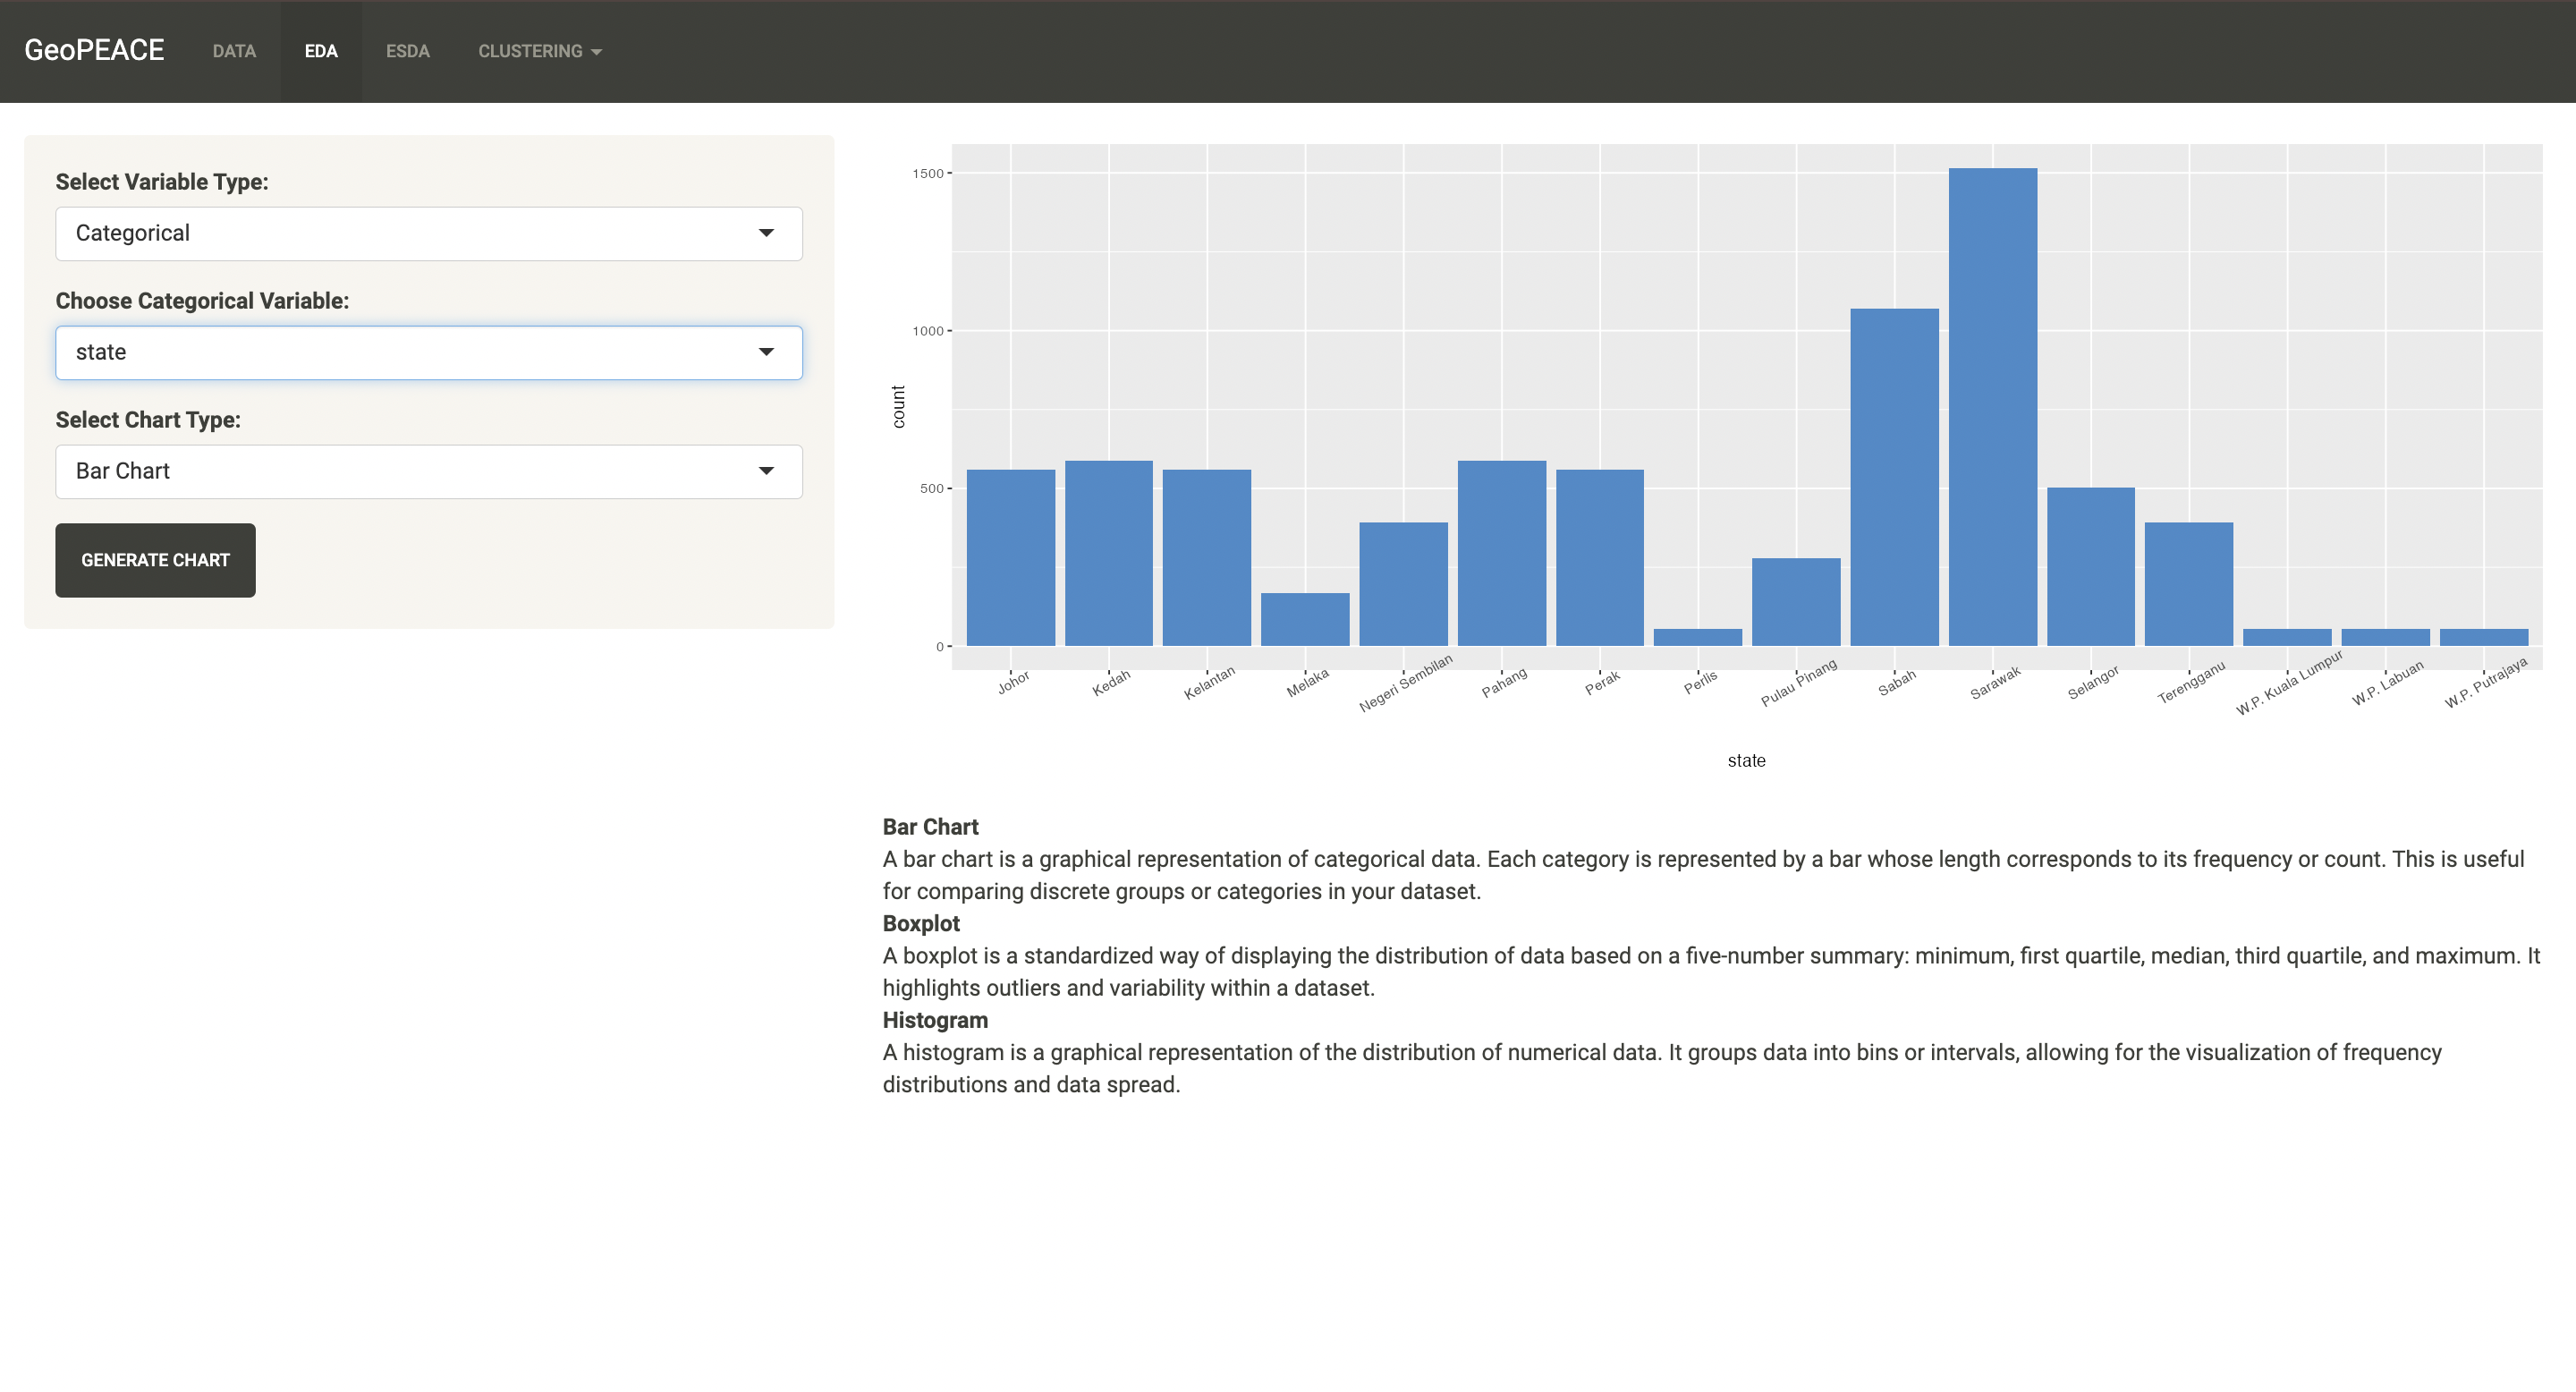 GeoPEACE DATA EDA ESDA CLUSTERING
Select Variable Type:
Categorical
Choose Categorical Variable:
state
Select Chart Type:
Bar Chart
GENERATE CHART
1500
1000
500
0
count
Johor Kedah Kelantan Melaka Negeri Sembilan Pahang Perak Perlis Pulau Pinang Sabah Sarawak Selangor Terengganu W.P. Kuala Lumpur W.P. Labuan W.P. Putrajaya
state
Bar Chart
A bar chart is a graphical representation of categorical data. Each category is represented by a bar whose length corresponds to its frequency or count. This is useful
for comparing discrete groups or categories in your dataset.
Boxplot
A boxplot is a standardized way of displaying the distribution of data based on a five-number summary: minimum, first quartile, median, third quartile, and maximum. It
highlights outliers and variability within a dataset.
Histogram
A histogram is a graphical representation of the distribution of numerical data. It groups data into bins or intervals, allowing for the visualization of frequency
distributions and data spread.